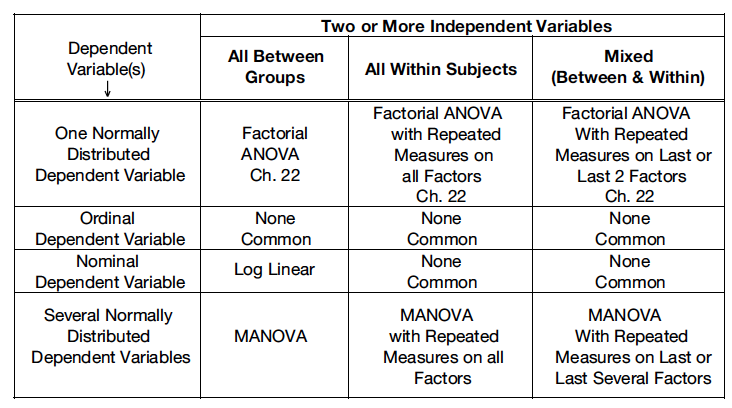 Two or More Independent Variables
Dependent
Variable(s)
↓
All Between
Groups
All Within Subjects
Mixed
(Between & Within)
One Normally
Distributed
Dependent Variable
Factorial
ANOVA
Ch. 22
Factorial ANOVA
with Repeated
Measures on
all Factors
Ch. 22
Factorial ANOVA
With Repeated
Measures on Last or
Last 2 Factors
Ch. 22
Ordinal
Dependent Variable
None
Common
None
Common
None
Common
Nominal
Dependent Variable
Log Linear
None
Common
None
Common
Several Normally
Distributed
Dependent Variables
MANOVA
MANOVA
with Repeated
Measures on all
Factors
MANOVA
With Repeated
Measures on Last or
Last Several Factors